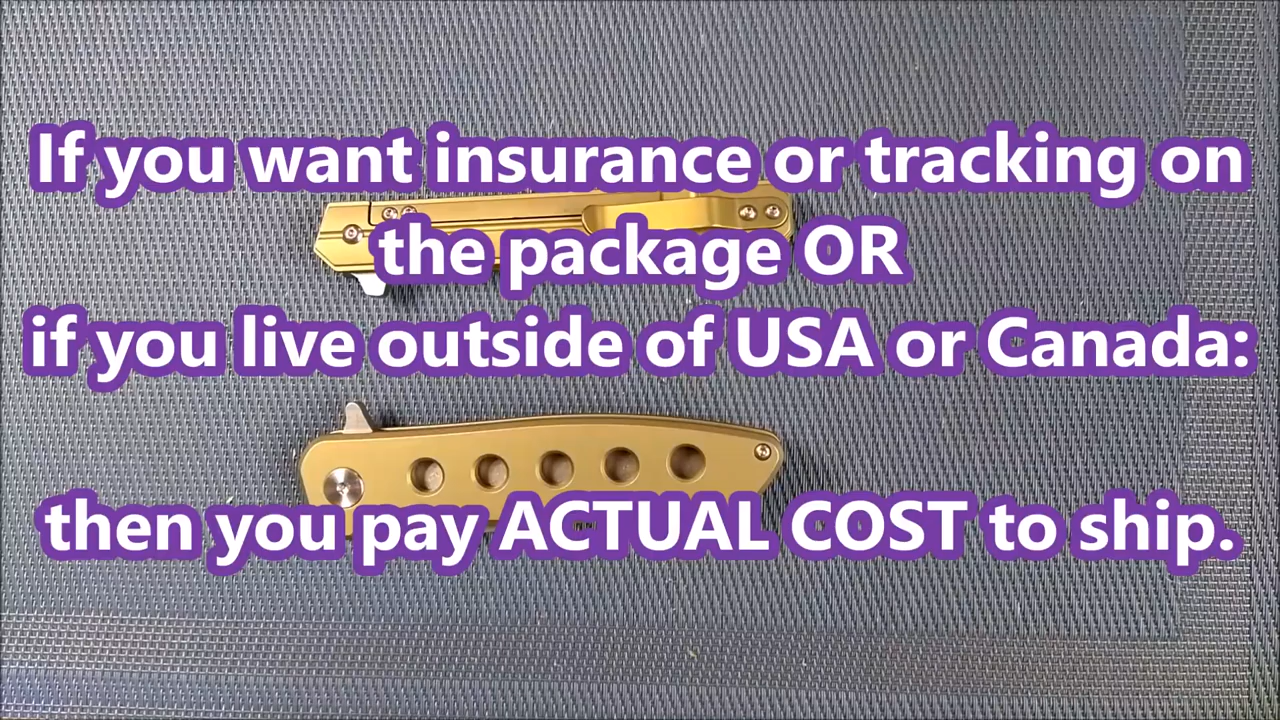 If you want insurance or tracking on
the package OR
if you live outside of USA or Canada:
then you pay ACTUAL COST to ship.